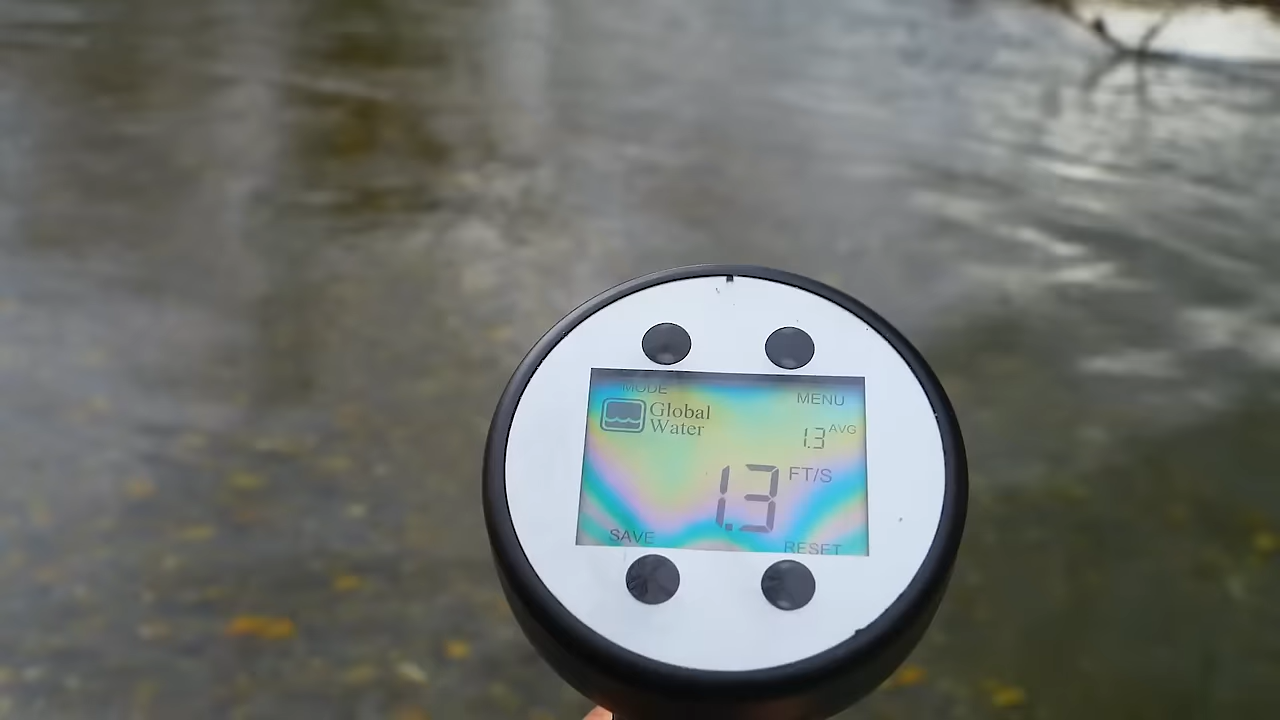 MODE MENU
Global
Water
1.3 AVG
1.3 FT/S
SAVE RESET